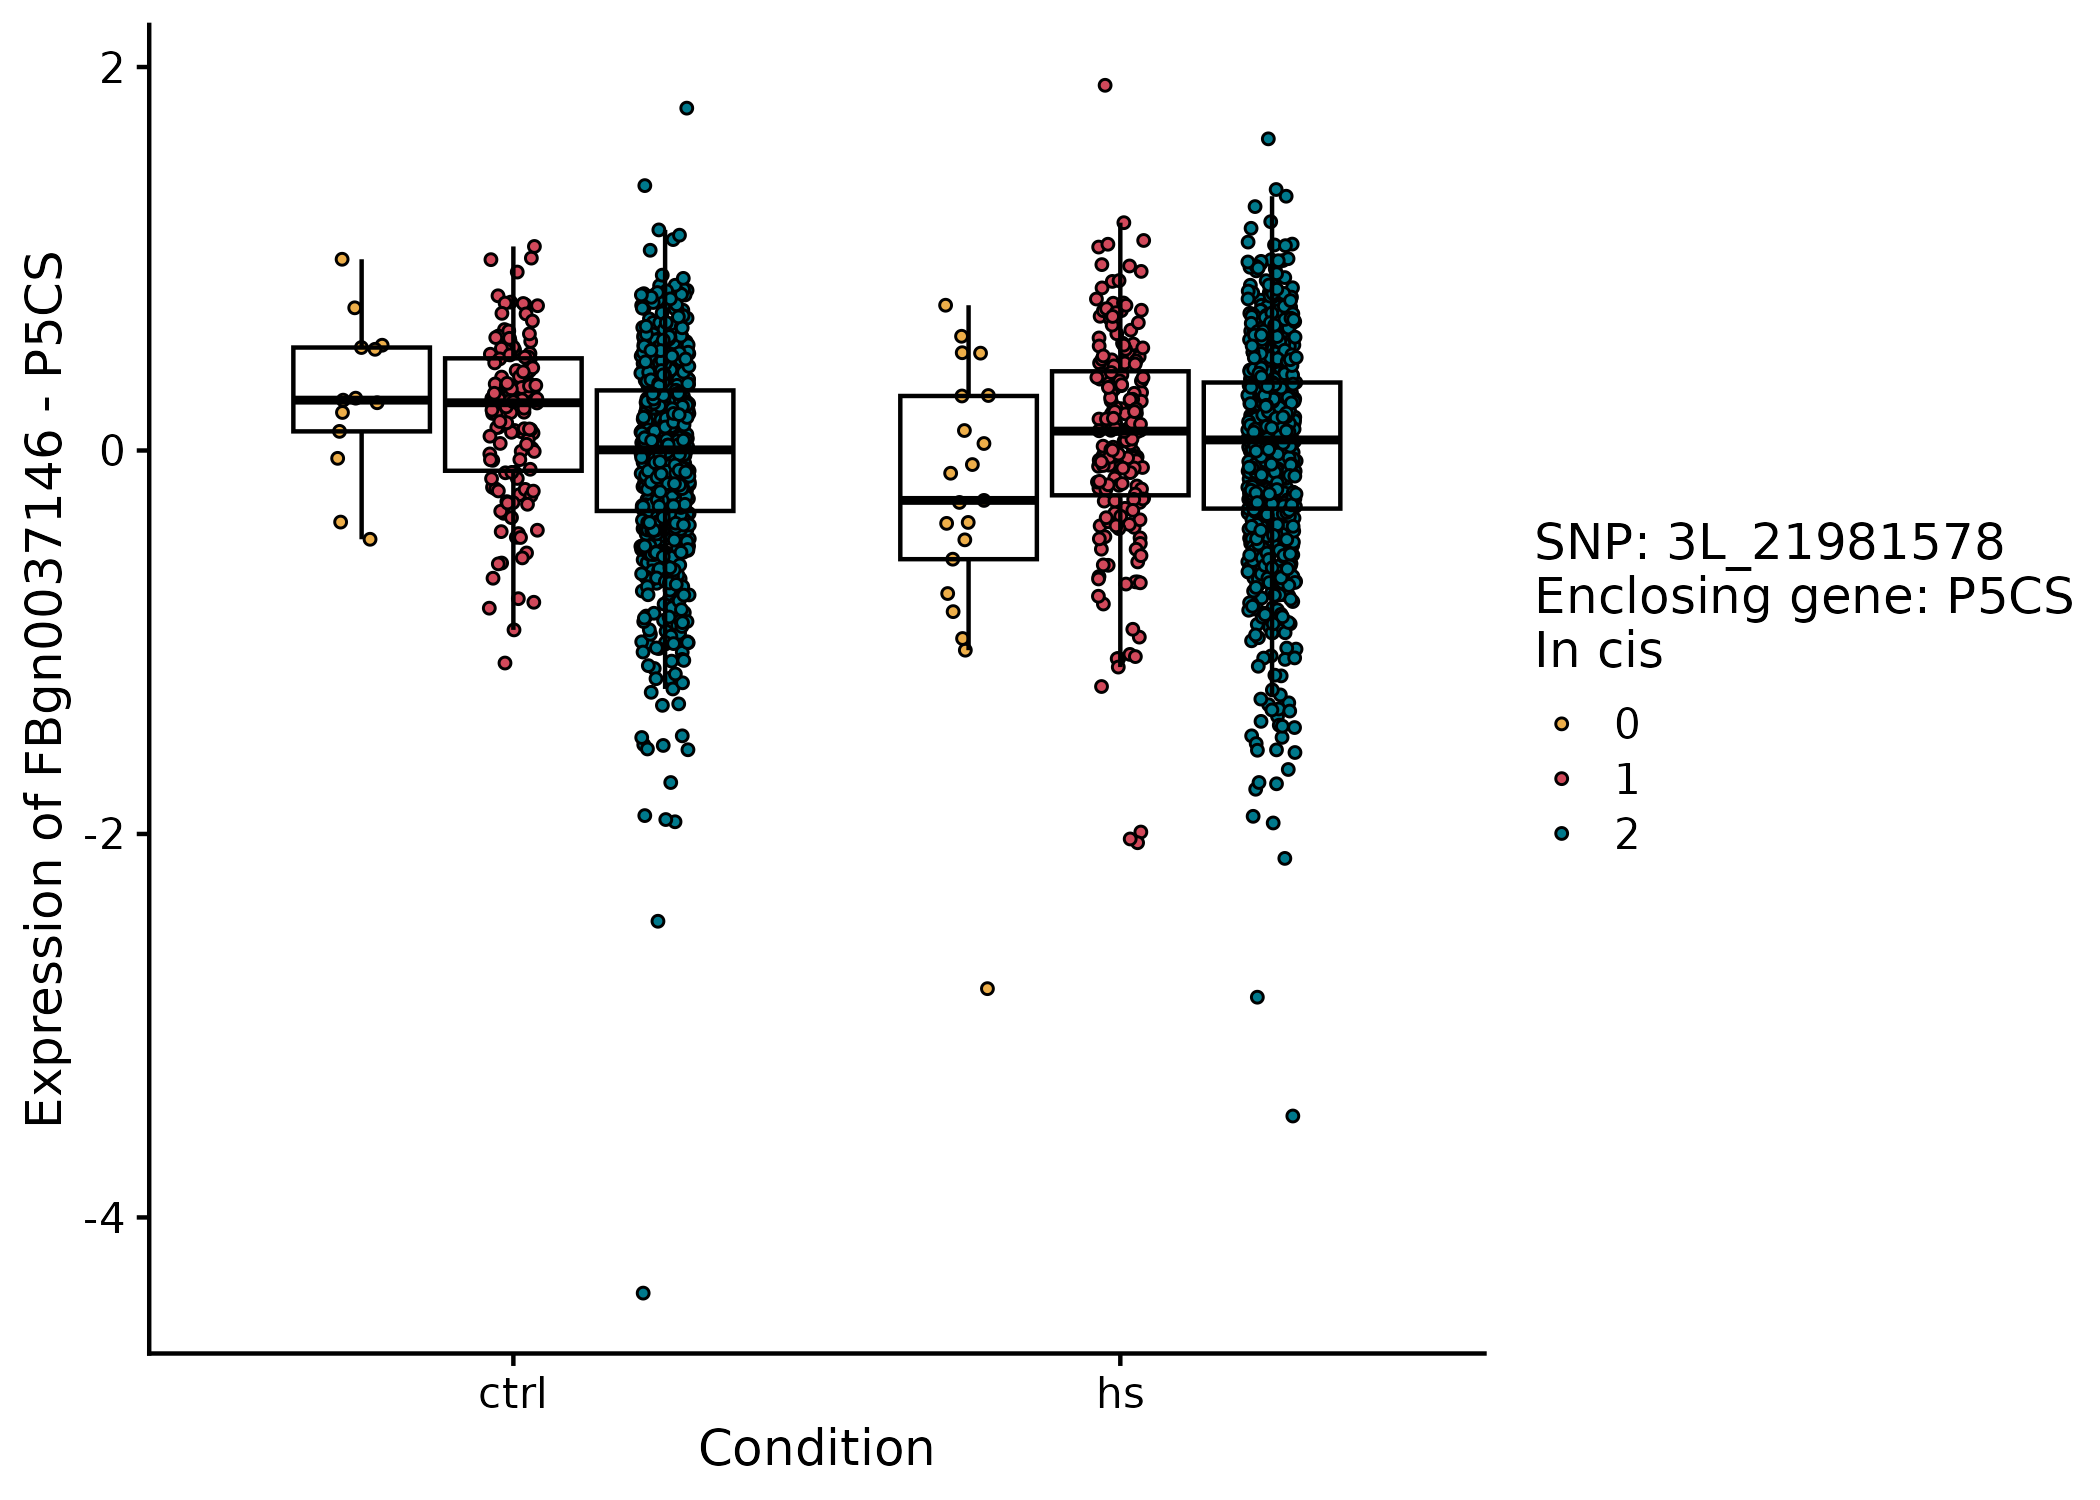 Expression of FBgn0037146 - P5CS
2
0
-2
-4
ctrl
hs
Condition
SNP: 3L_21981578
Enclosing gene: P5CS
In cis
0
1
2